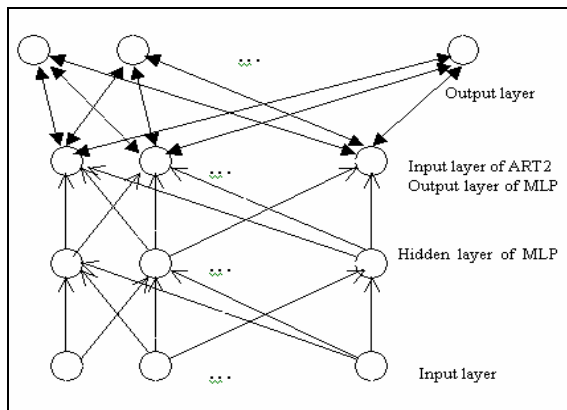 ...
Output layer
...
Input layer of ART2
Output layer of MLP
Hidden layer of MLP
...
...
Input layer